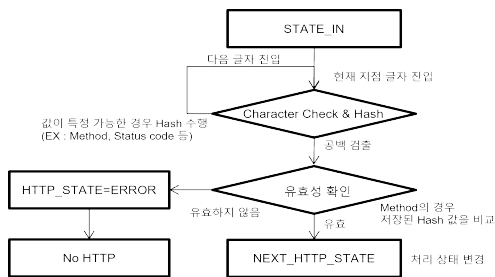 STATE_IN
다음 글자 진입
현재 지점 글자 진입
Character Check & Hash
값이 특정 가능한 경우 Hash 수행
(EX : Method, Status code 등)
공백 검출
HTTP_STATE=ERROR
유효성 확인
유효하지 않음
Method의 경우
저장된 Hash 값을 비교
유효
No HTTP
NEXT_HTTP_STATE
처리 상태 변경